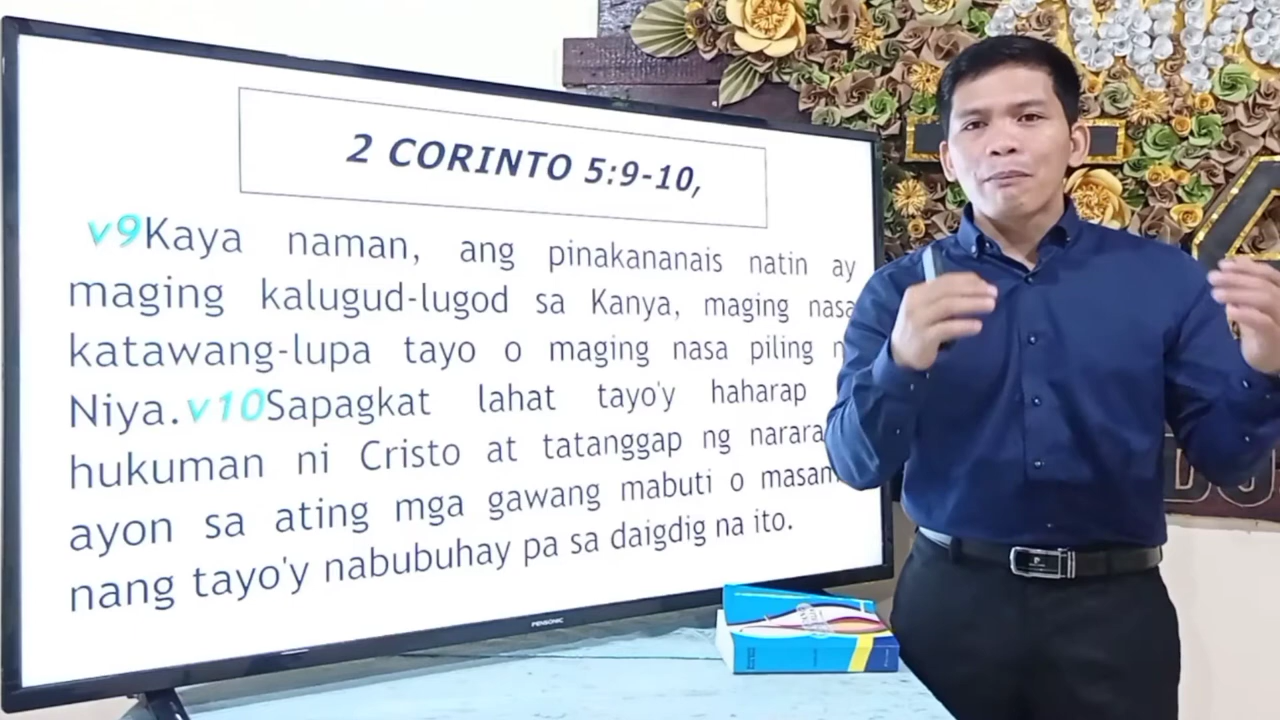 2 CORINTO 5:9-10,
v9Kaya naman, ang pinakananais natin ay
maging kalugud-lugod sa Kanya, maging nasa
katawang-lupa tayo o maging nasa piling
Niya.v10Sapagkat lahat tayo'y haharap
hukuman ni Cristo at tatanggap ng
ayon sa ating mga gawang mabuti o
nang tayo'y nabubuhay pa sa daigdig na ito.
PENSONIC